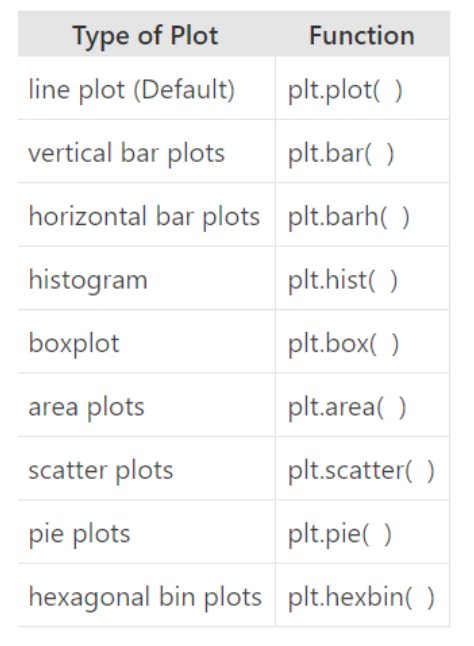 Type of Plot Function
line plot (Default) plt.plot(  )
vertical bar plots plt.bar(  )
horizontal bar plots plt.barh(  )
histogram plt.hist(  )
boxplot plt.box(  )
area plots plt.area(  )
scatter plots plt.scatter(  )
pie plots plt.pie(  )
hexagonal bin plots plt.hexbin(  )